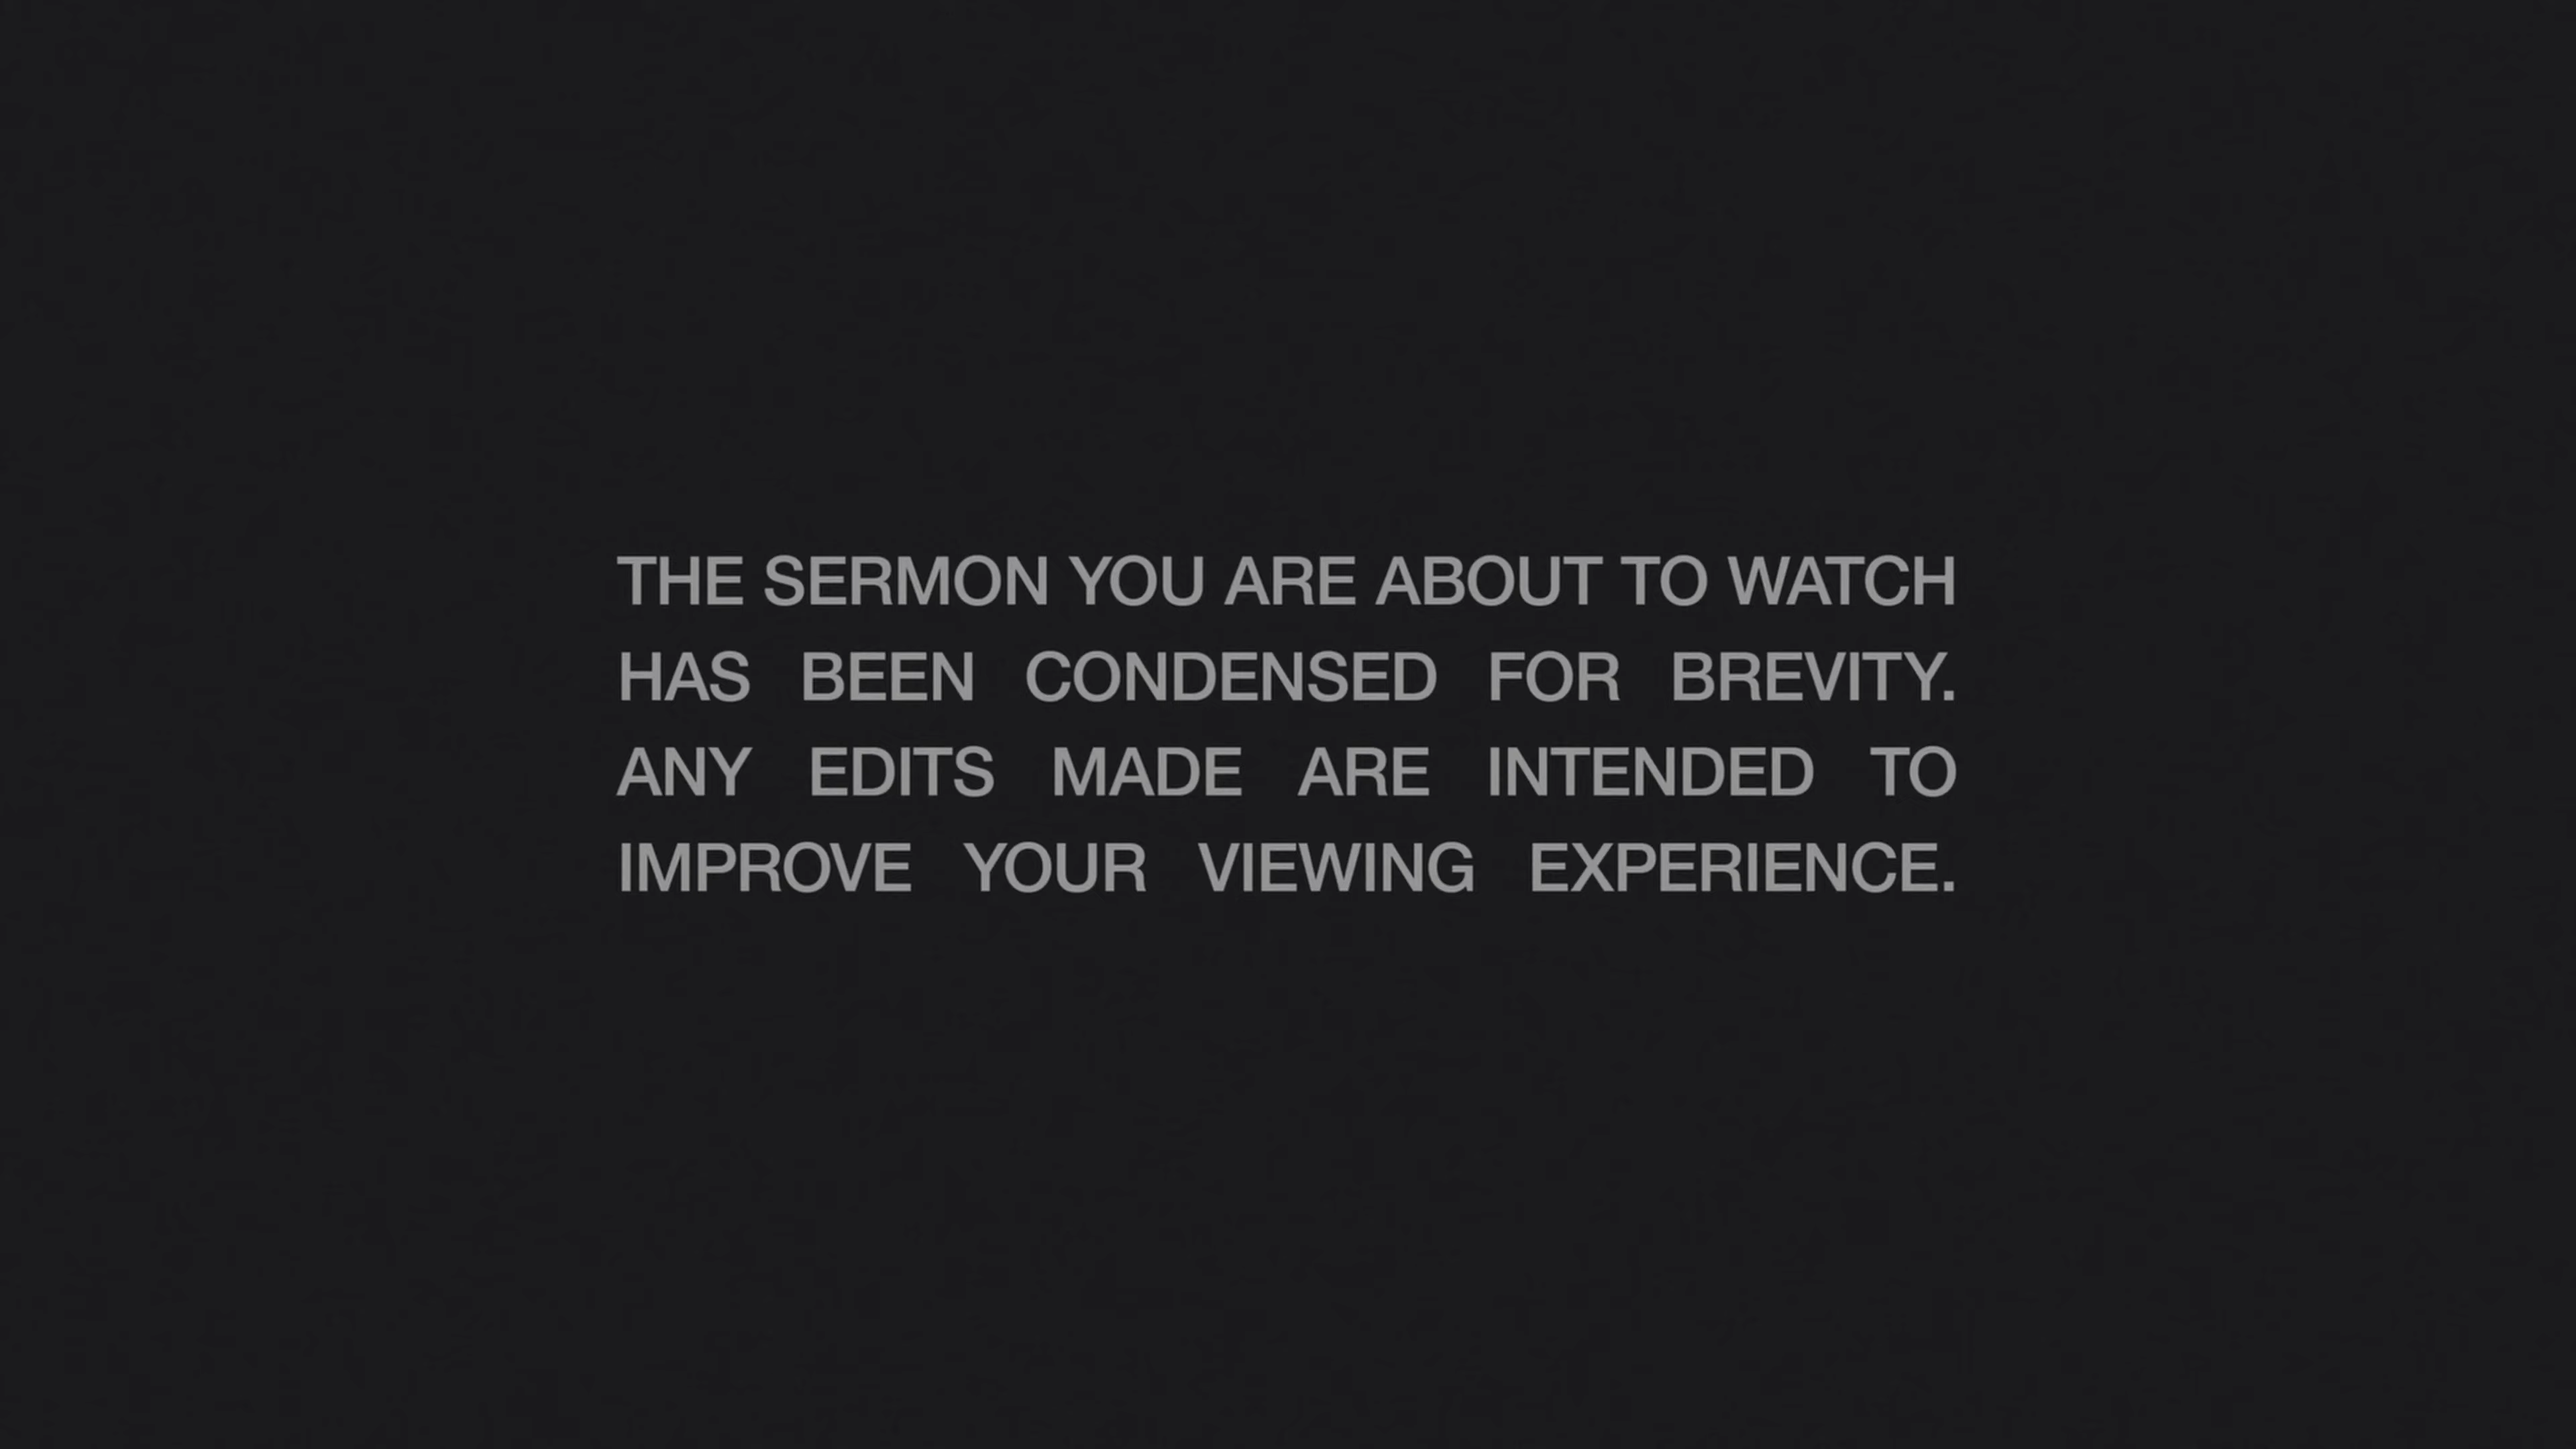 THE SERMON YOU ARE ABOUT TO WATCH
HAS BEEN CONDENSED FOR BREVITY.
ANY EDITS MADE ARE INTENDED TO
IMPROVE YOUR VIEWING EXPERIENCE.